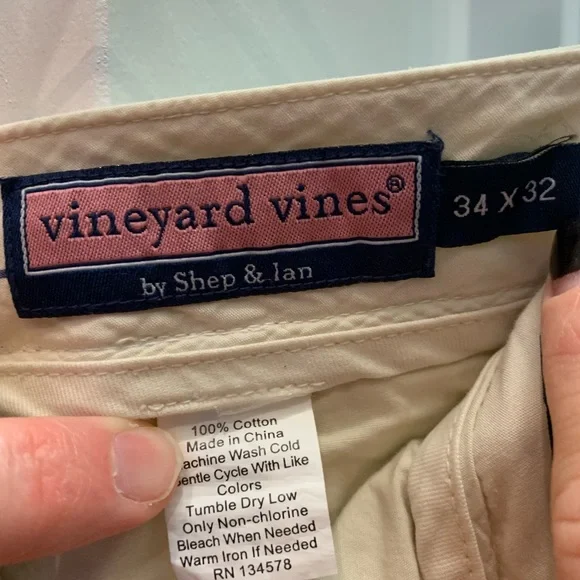 vineyard vines®
34 X 32
by Shep & Ian
100% Cotton
Made in China
achine Wash Cold
entle Cycle With Like
Colors
Tumble Dry Low
Only Non-chlorine
Bleach When Needed
Warm Iron If Needed
RN 134578